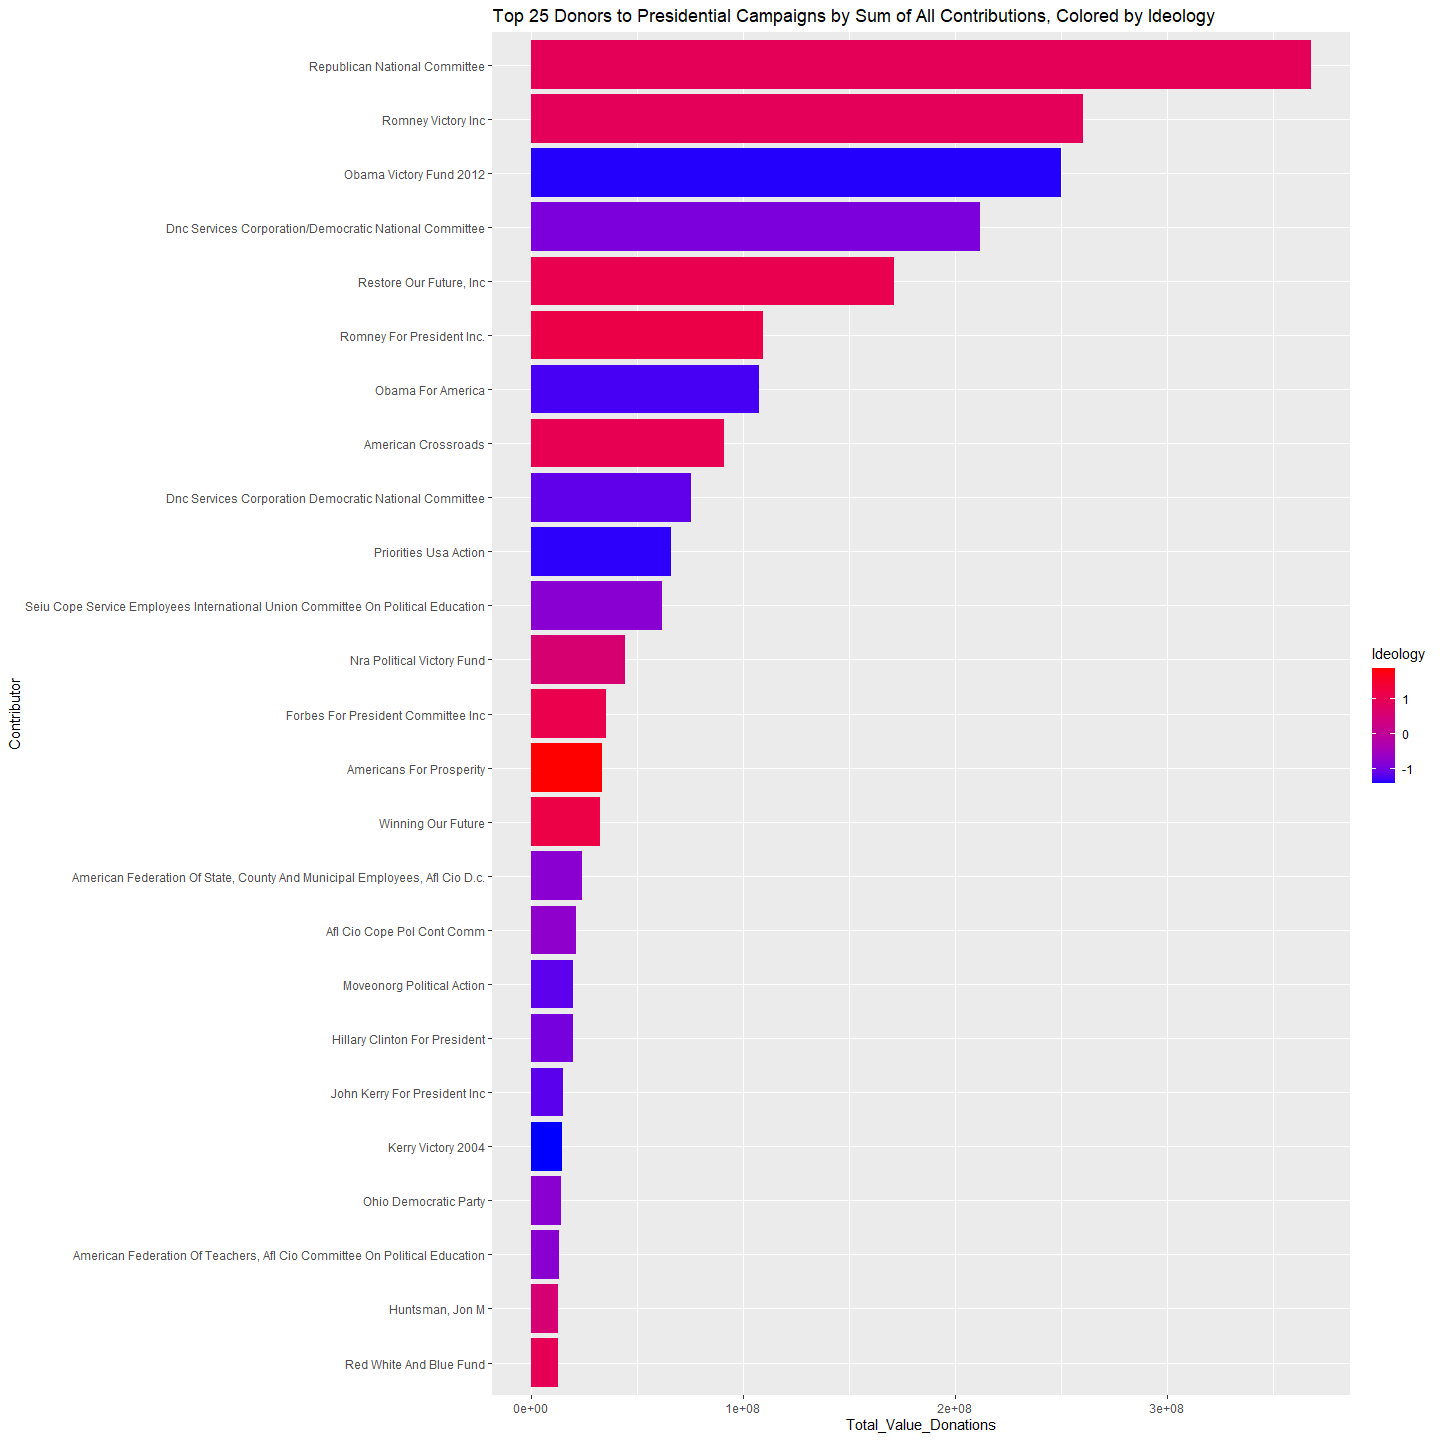 Top 25 Donors to Presidential Campaigns by Sum of All Contributions, Colored by Ideology
Republican National Committee
Romney Victory Inc
Obama Victory Fund 2012
Dnc Services Corporation/Democratic National Committee
Restore Our Future, Inc
Romney For President Inc.
Obama For America
American Crossroads
Dnc Services Corporation Democratic National Committee
Priorities Usa Action
Seiu Cope Service Employees International Union Committee On Political Education
Nra Political Victory Fund
Forbes For President Committee Inc
Americans For Prosperity
Winning Our Future
American Federation Of State, County And Municipal Employees, Afl Cio D.c.
Afl Cio Cope Pol Cont Comm
Moveonorg Political Action
Hillary Clinton For President
John Kerry For President Inc
Kerry Victory 2004
Ohio Democratic Party
American Federation Of Teachers, Afl Cio Committee On Political Education
Huntsman, Jon M
Red White And Blue Fund
Contributor
0e+00 1e+08 2e+08 3e+08
Total_Value_Donations
Ideology
1
0
-1